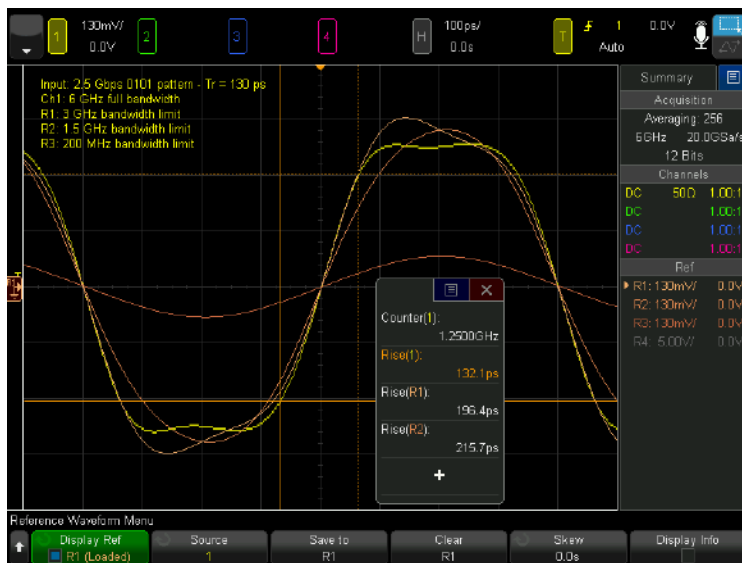 1
130mV/
0.0V
2
3
4
H
100ps/
0.0s
T
1
0.0V
Auto
Input: 2.5 Gbps 0101 pattern - Tr = 130 ps
Ch1: 6 GHz full bandwidth
R1: 3 GHz bandwidth limit
R2: 1.5 GHz bandwidth limit
R3: 200 MHz bandwidth limit
Summary
Acquisition
Averaging: 256
6GHz 20.0GSa/s
12 Bits
Channels
DC 50Ω 1.00:1
DC 1.00:1
DC 1.00:1
DC 1.00:1
Ref
R1: 130mV/ 0.0V
R2: 130mV/ 0.0V
R3: 130mV/ 0.0V
R4: 5.00V/ 0.0V
Counter(1):
1.2500GHz
Rise(1):
132.1ps
Rise(R1):
196.4ps
Rise(R2):
215.7ps
Reference Waveform Menu
Display Ref
R1 (Loaded)
Source
1
Save to
R1
Clear
R1
Skew
0.0s
Display Info